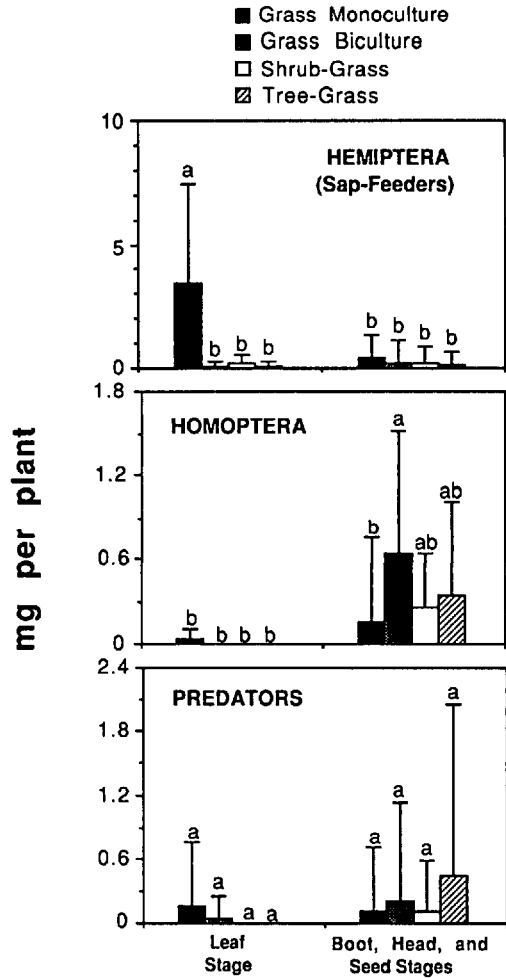 Grass Monoculture
Grass Biculture
Shrub-Grass
Tree-Grass
10
5
0
HEMIPTERA
(Sap-Feeders)
a
b b b
b b b b
1.8
1.2
0.6
0
HOMOPTERA
b b b b
b a ab ab
mg per plant
2.4
1.8
1.2
0.6
0
PREDATORS
a a a a
a a a a
Leaf
Stage
Boot, Head, and
Seed Stages